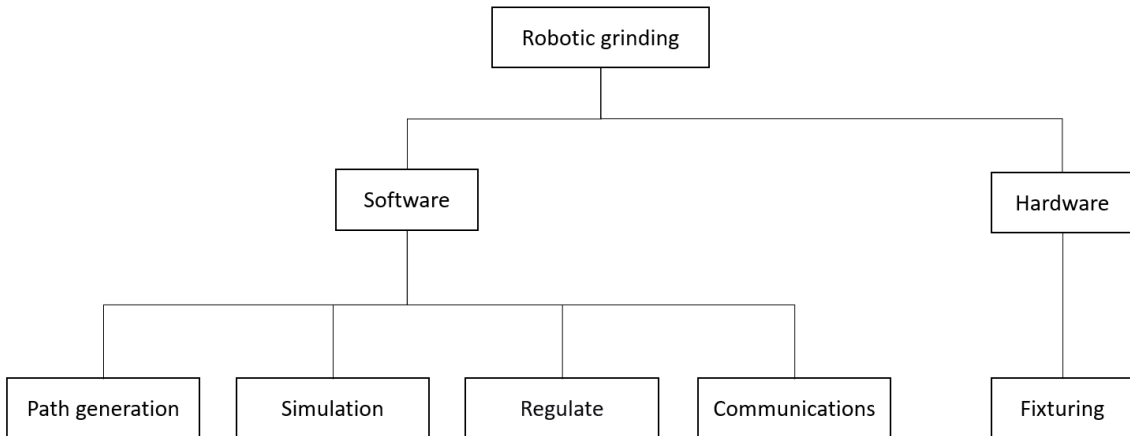 Robotic grinding
Software
Hardware
Path generation
Simulation
Regulate
Communications
Fixturing